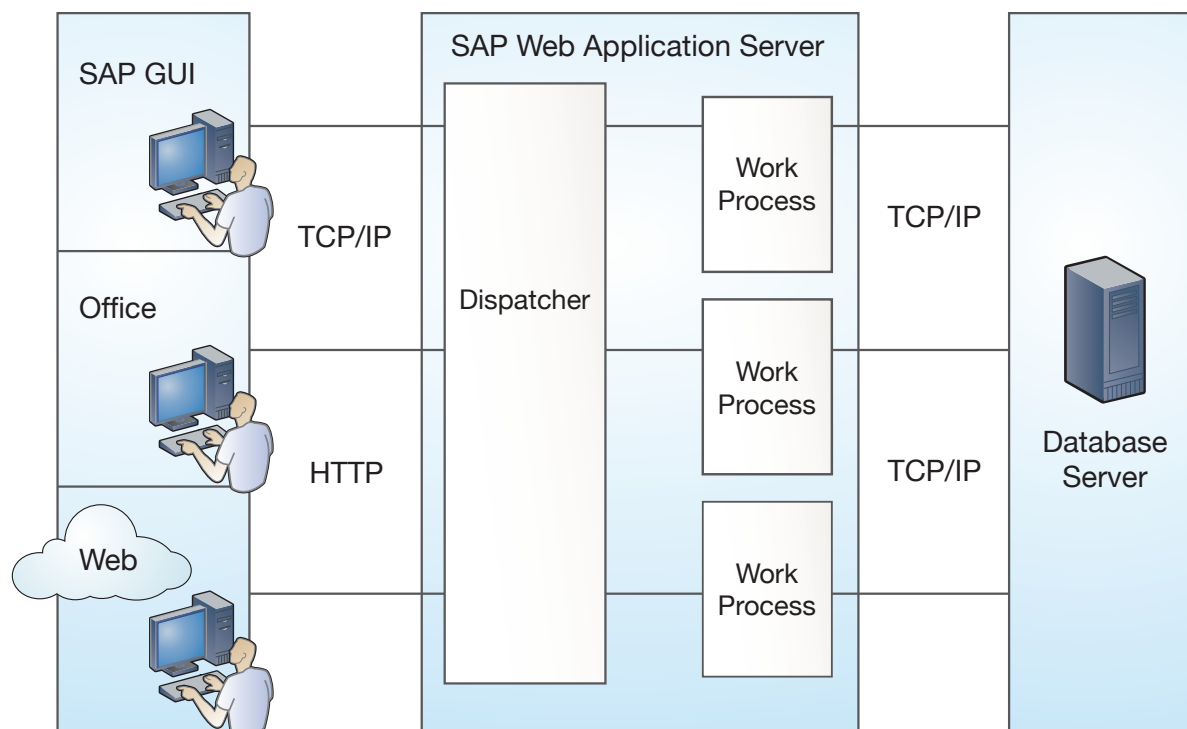 SAP GUI
Office
Web
TCP/IP
HTTP
SAP Web Application Server
Dispatcher
Work
Process
Work
Process
Work
Process
TCP/IP
TCP/IP
Database
Server